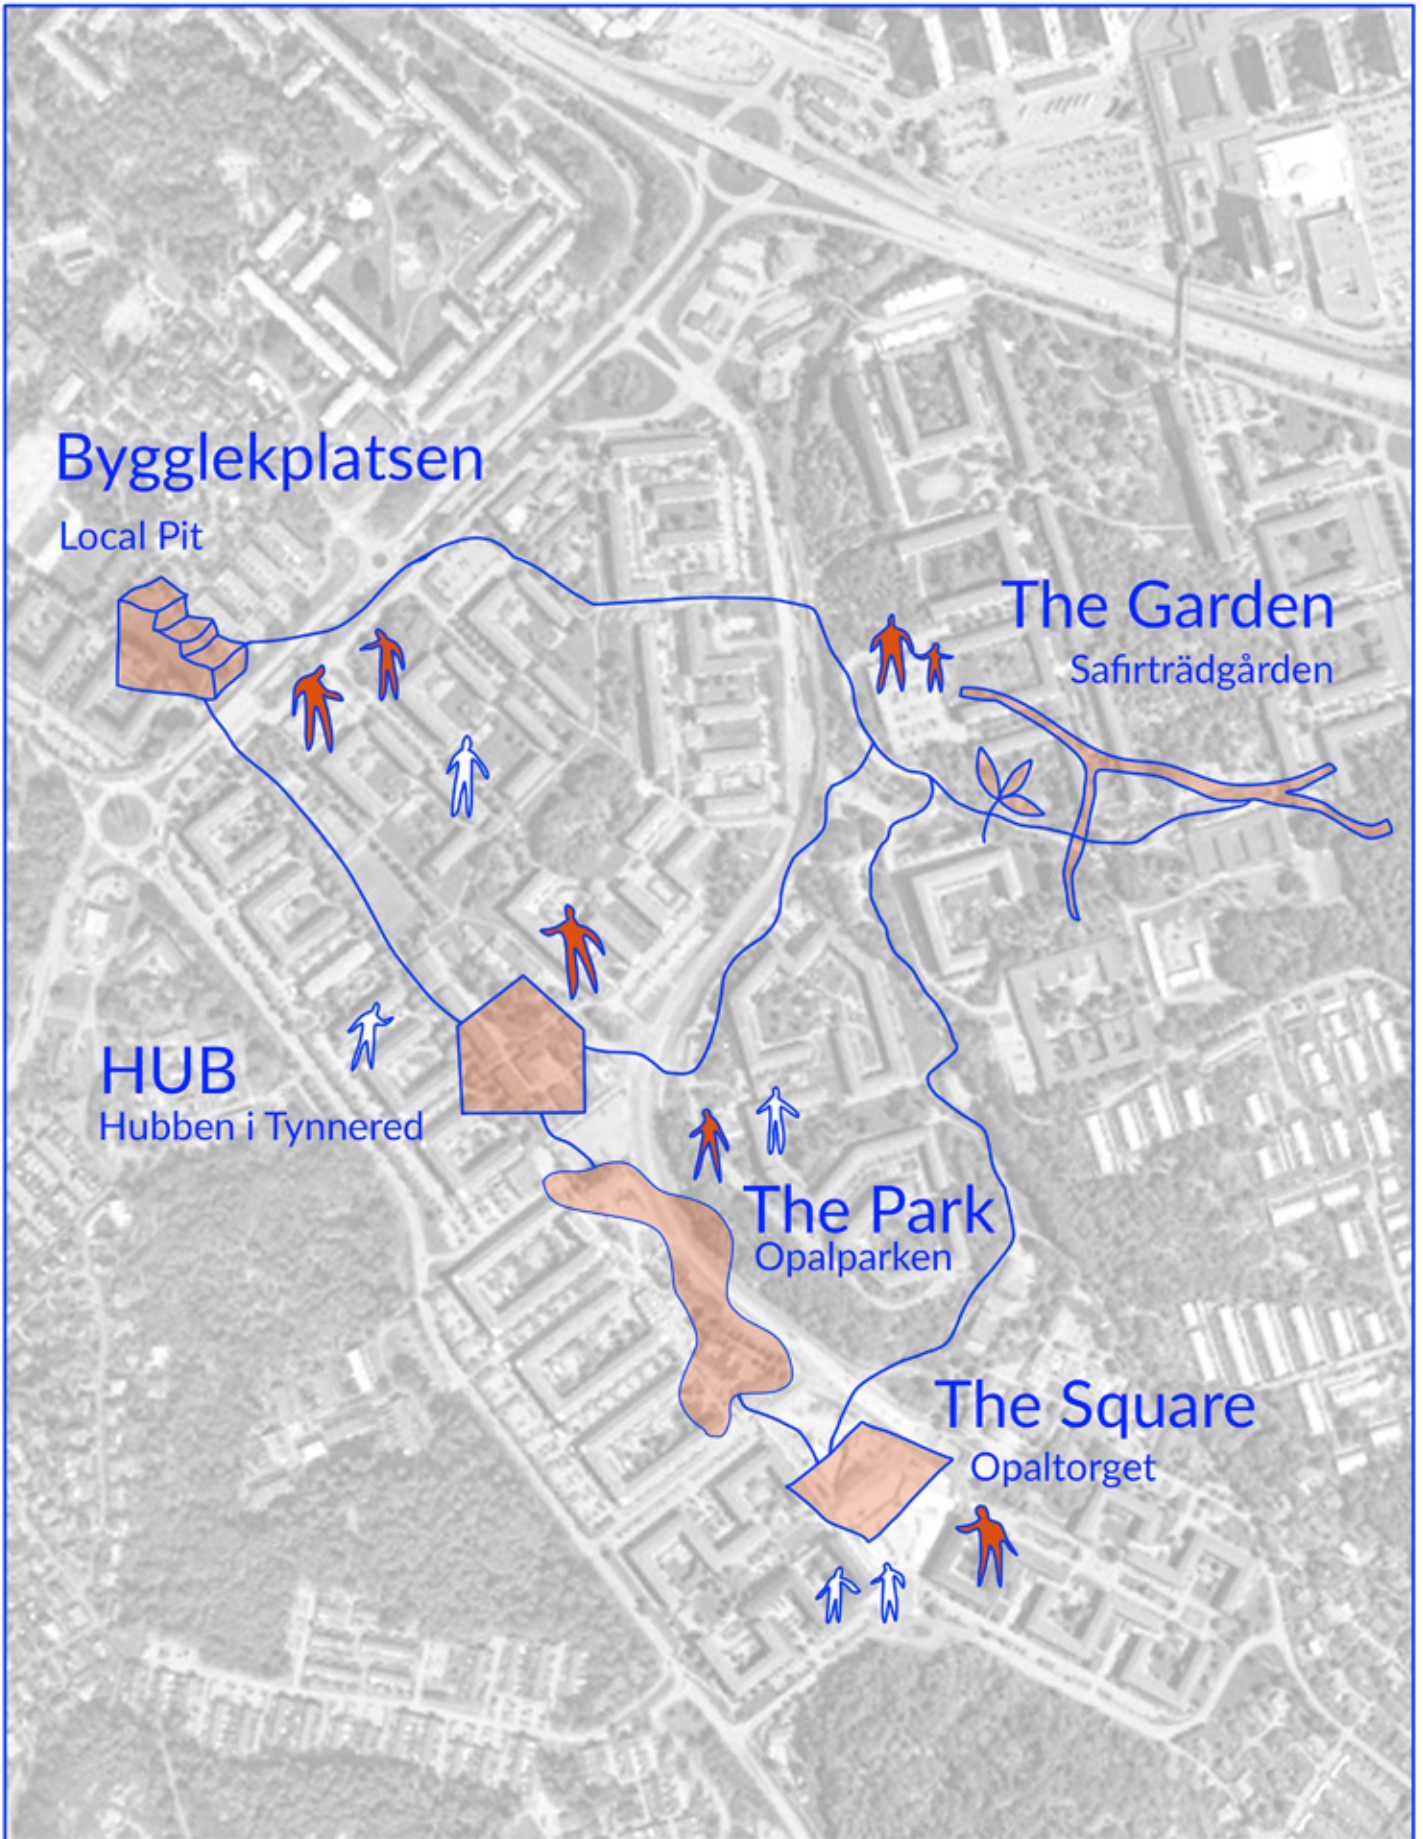 Bygglekplatsen
Local Pit
The Garden
Safirträdgården
HUB
Hubben i Tynnered
The Park
Opalparken
The Square
Opaltorget